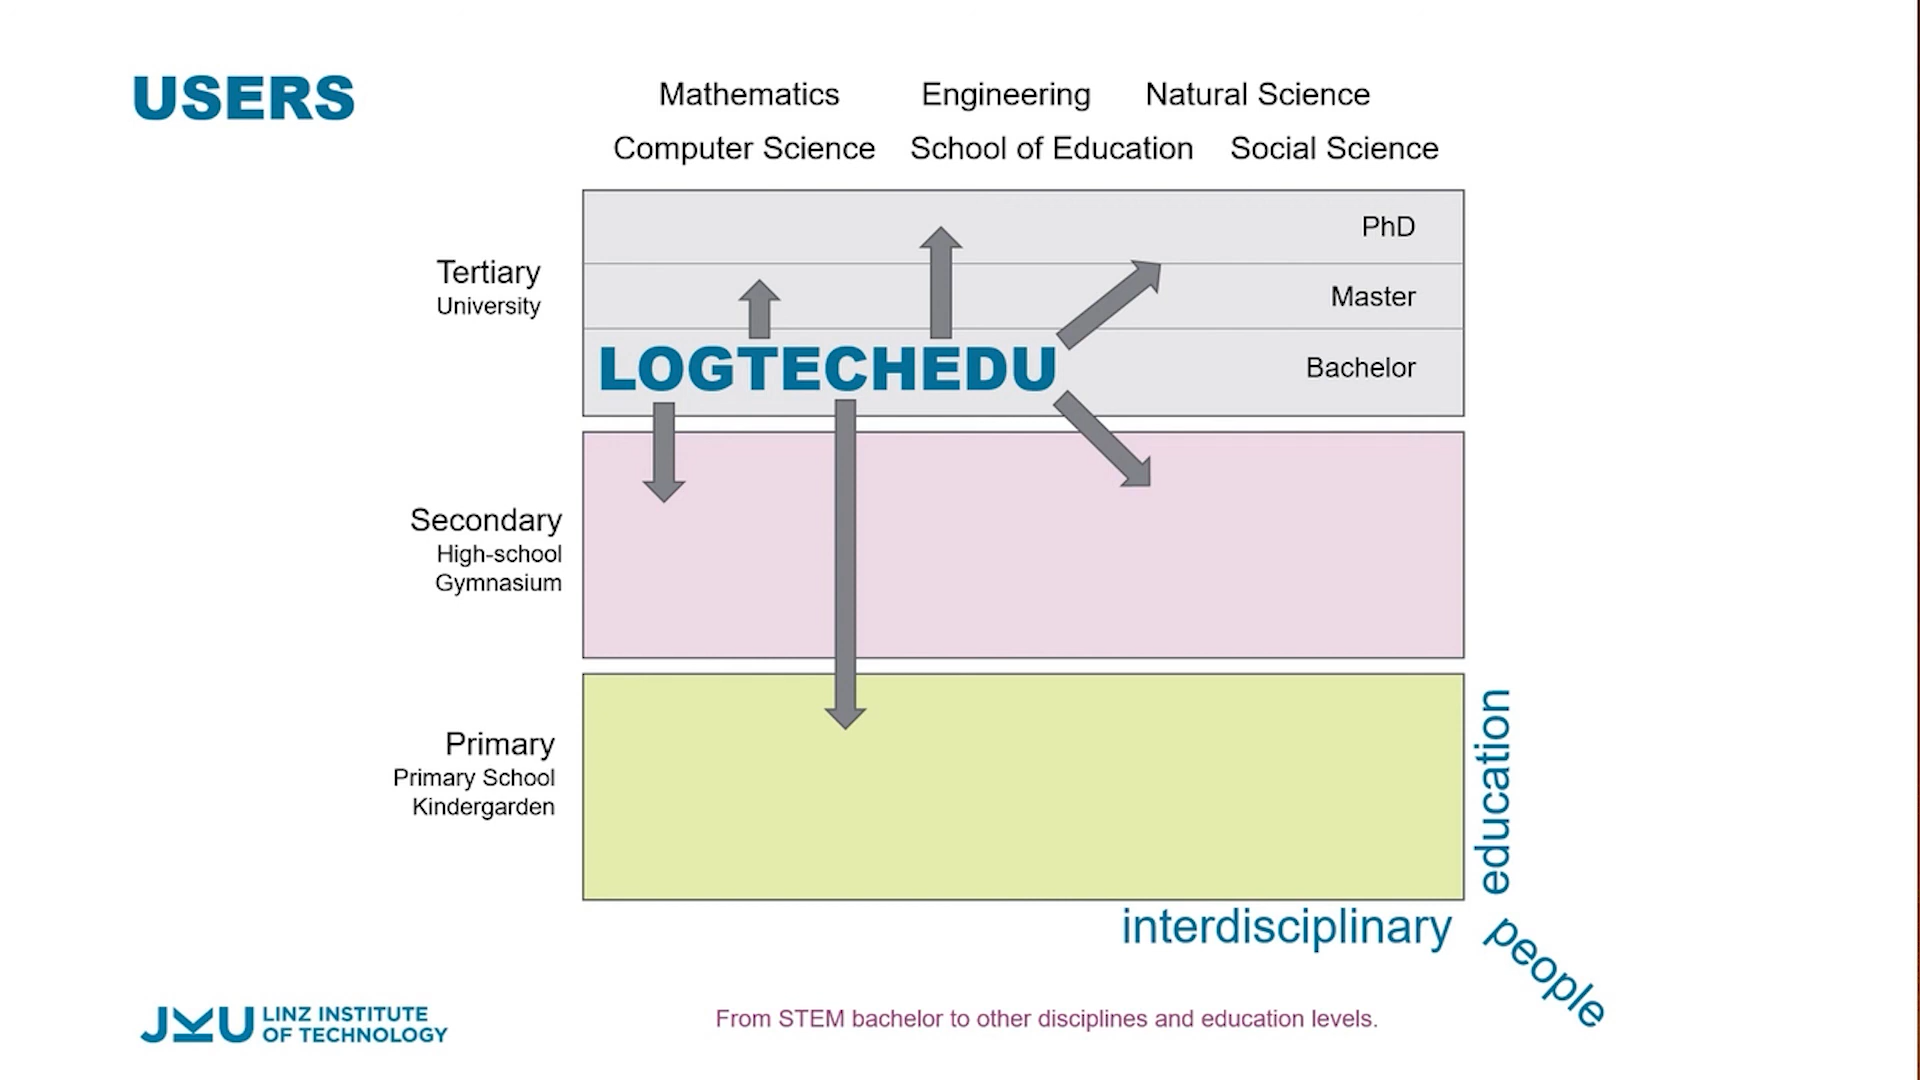 USERS
Mathematics Engineering Natural Science
Computer Science School of Education Social Science
PhD
Tertiary
University
Master
LOGTECHEDU
Bachelor
Secondary
High-school
Gymnasium
Primary
Primary School
Kindergarden
education
interdisciplinary
people
JKU LINZ INSTITUTE
OF TECHNOLOGY
From STEM bachelor to other disciplines and education levels.